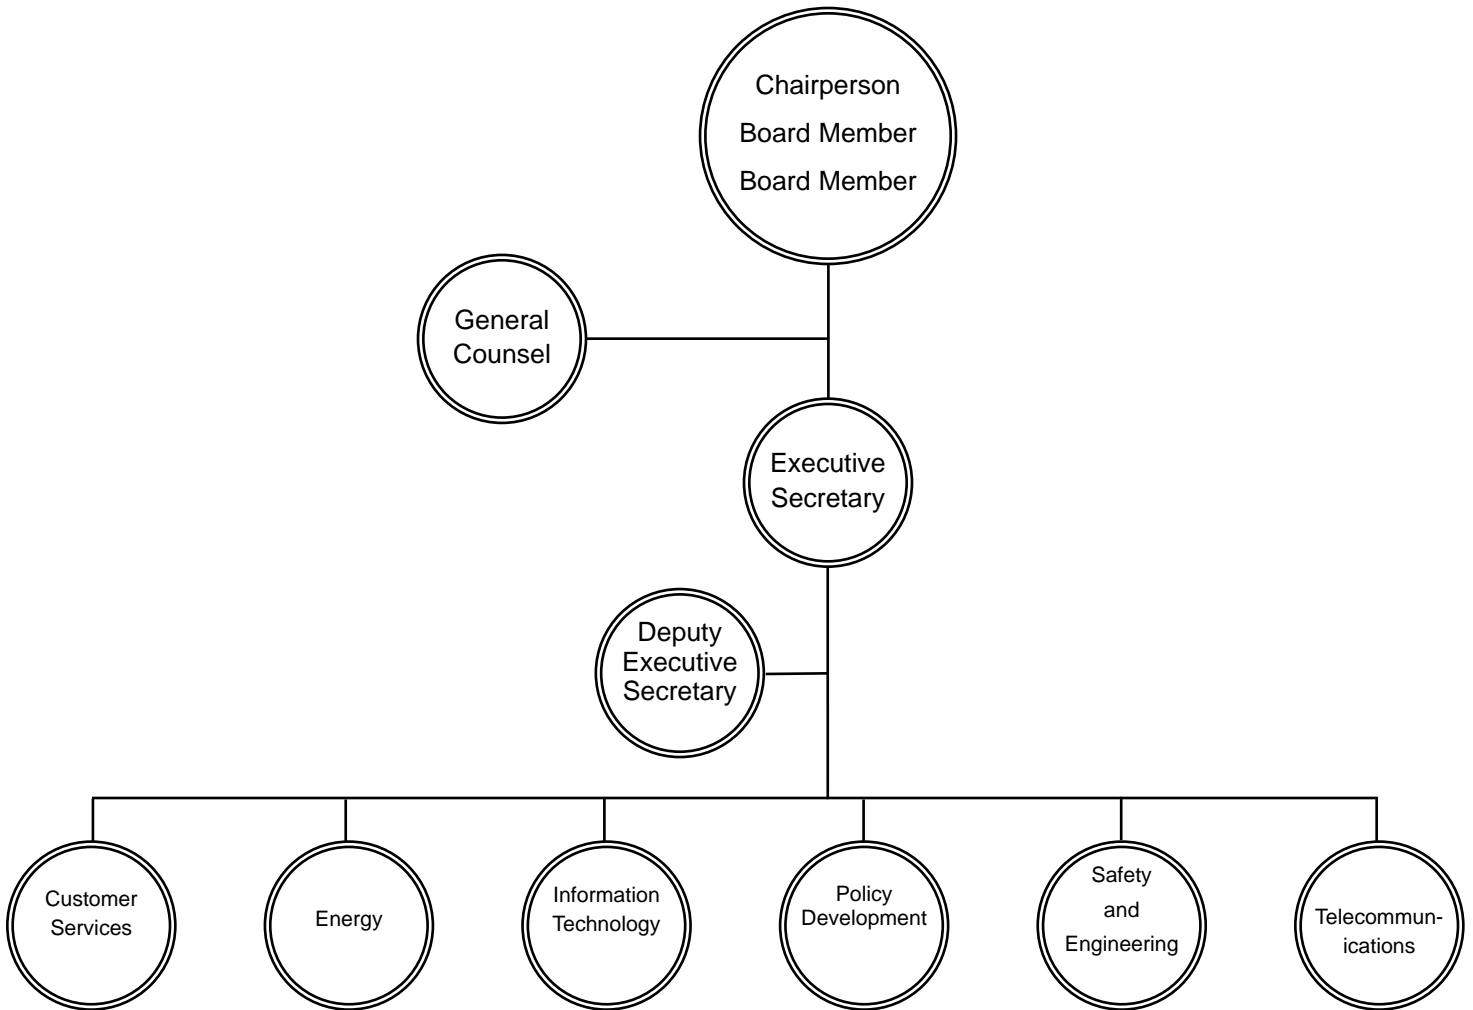 Chairperson
Board Member
Board Member
General
Counsel
Executive
Secretary
Deputy
Executive
Secretary
Customer
Services
Energy
Information
Technology
Policy
Development
Safety
and
Engineering
Telecommun-
ications